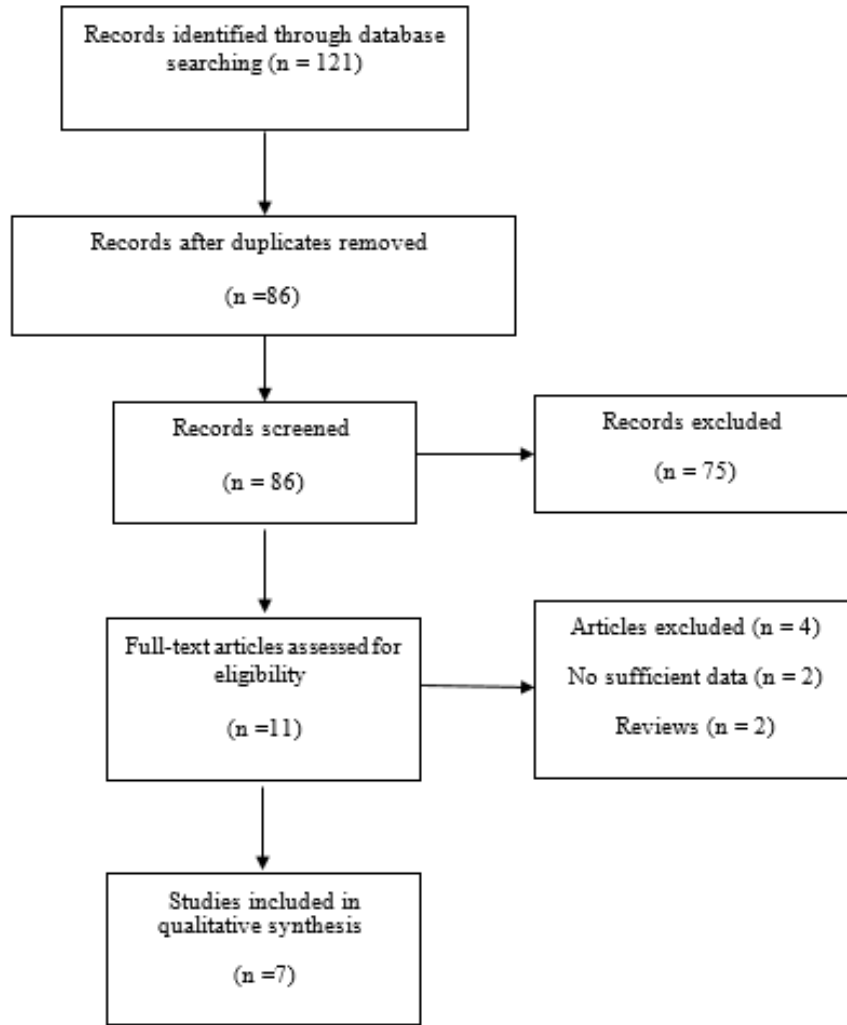 Records identified through database
searching (n = 121)
Records after duplicates removed
(n =86)
Records screened
(n = 86)
Records excluded
(n = 75)
Full-text articles assessed for
eligibility
(n =11)
Articles excluded (n = 4)
No sufficient data (n = 2)
Reviews (n = 2)
Studies included in
qualitative synthesis
(n =7)